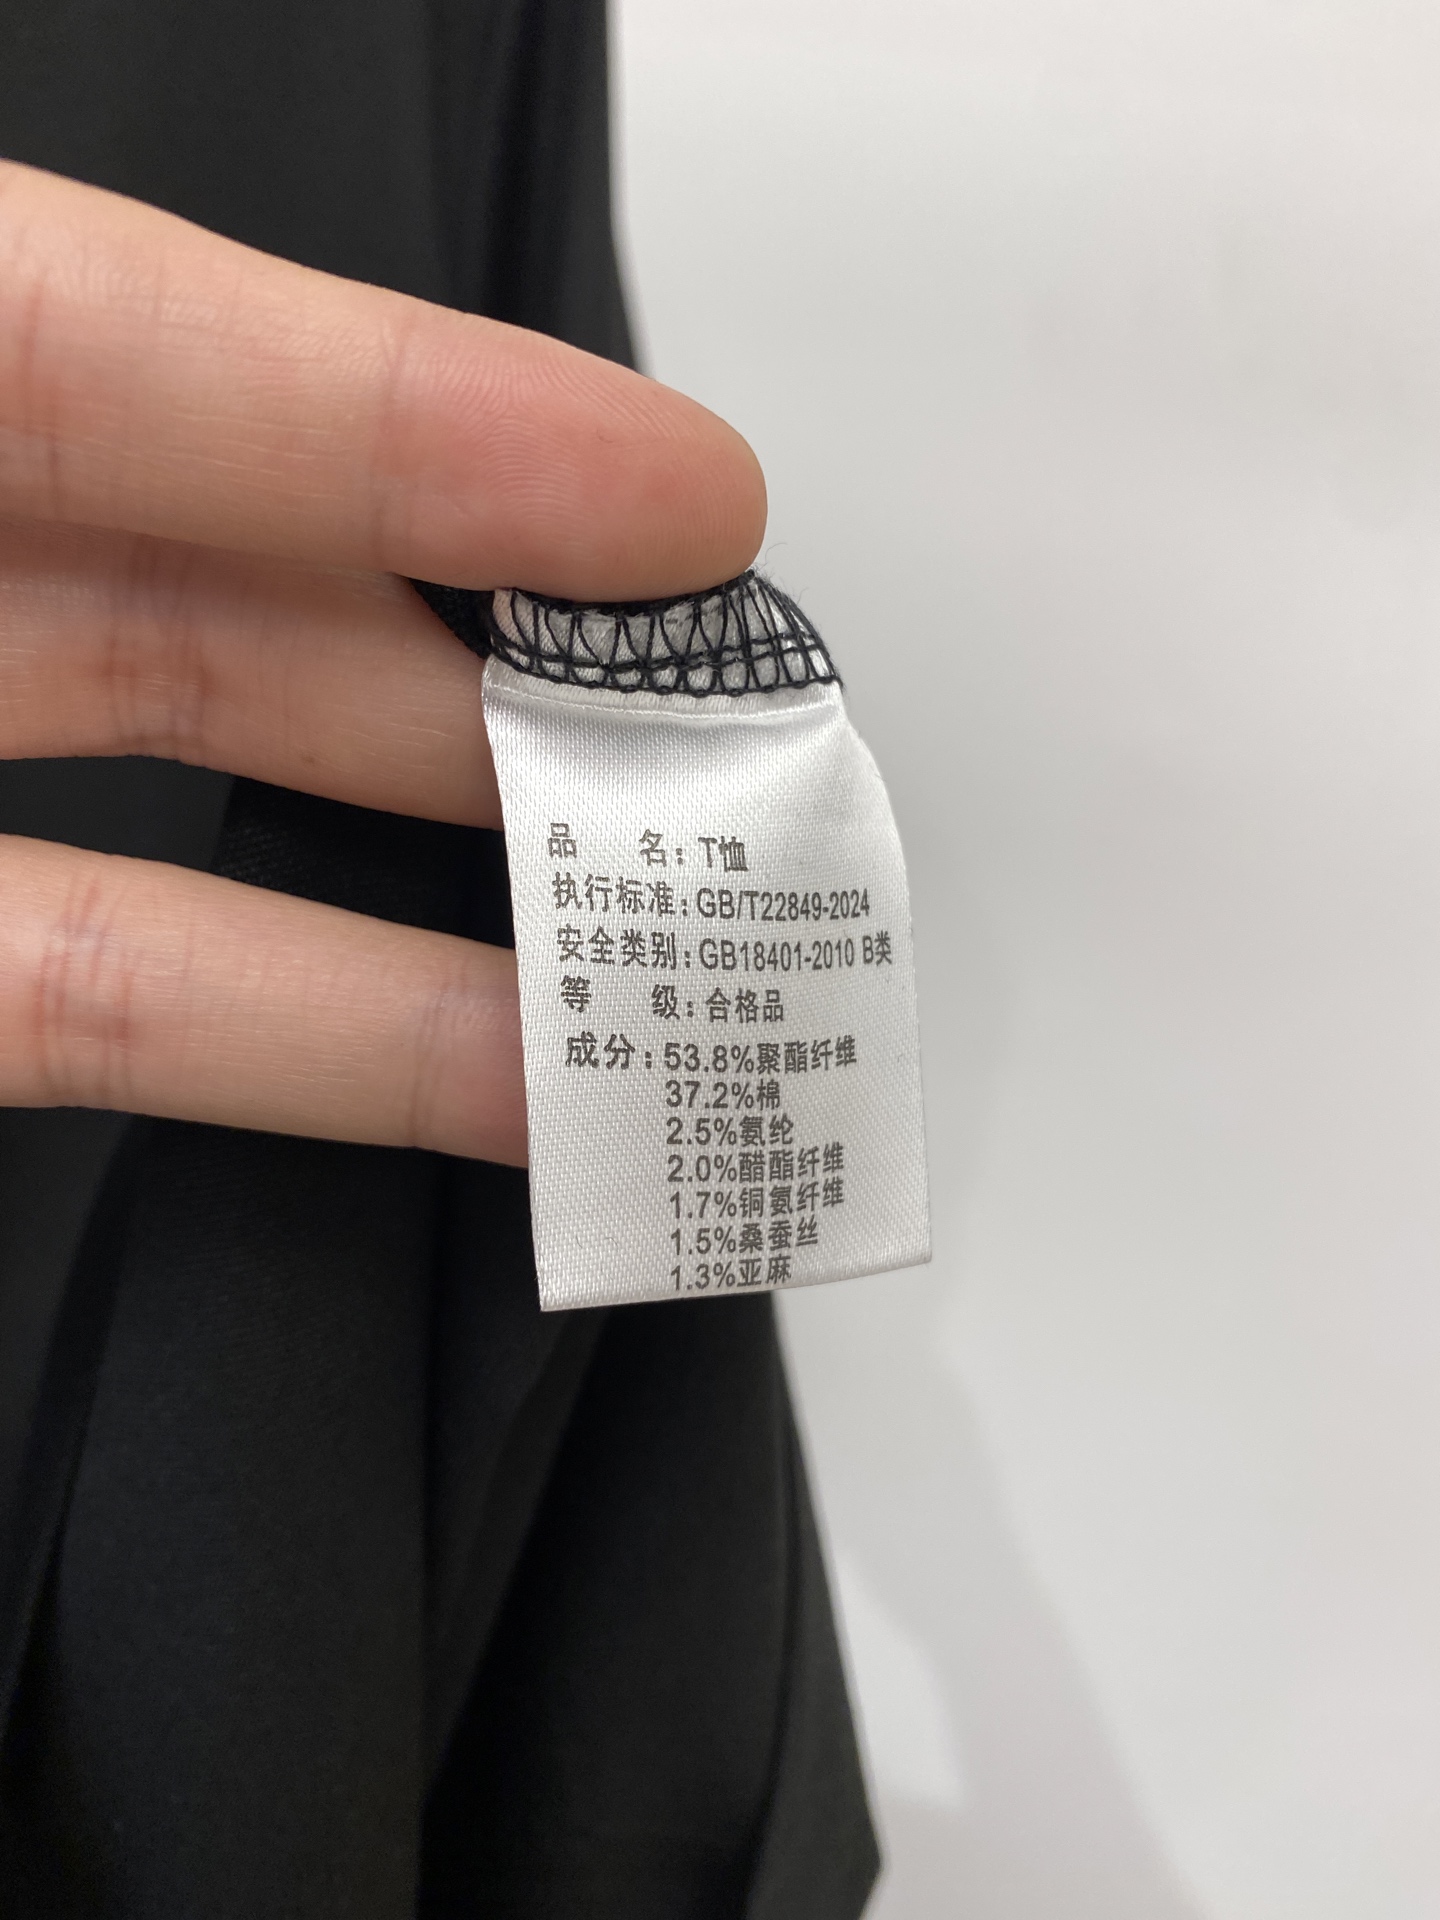 品 名：T恤
执行标准：GB/T22849-2024
安全类别：GB18401-2010 B类
等 级：合格品
成分：53.8%聚酯纤维
37.2%棉
2.5%氨纶
2.0%醋酯纤维
1.7%铜氨纤维
1.5%桑蚕丝
1.3%亚麻